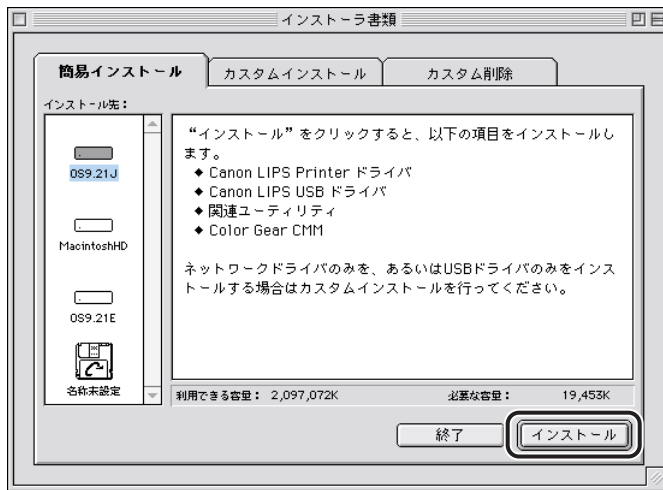 インストーラ書類
簡易インストール
カスタムインストール
カスタム削除
インストール先：
OS9.21J
MacintoshHD
OS9.21E
名称未設定
“インストール”をクリックすると、以下の項目をインストールし
ます。
◆ Canon LIPS Printer ドライバ
◆ Canon LIPS USB ドライバ
◆ 関連ユーティリティ
◆ Color Gear CMM
ネットワークドライバのみを、あるいはUSBドライバのみをインス
トールする場合はカスタムインストールを行ってください。
利用できる容量： 2,097,072K
必要な容量： 19,453K
終了
インストール